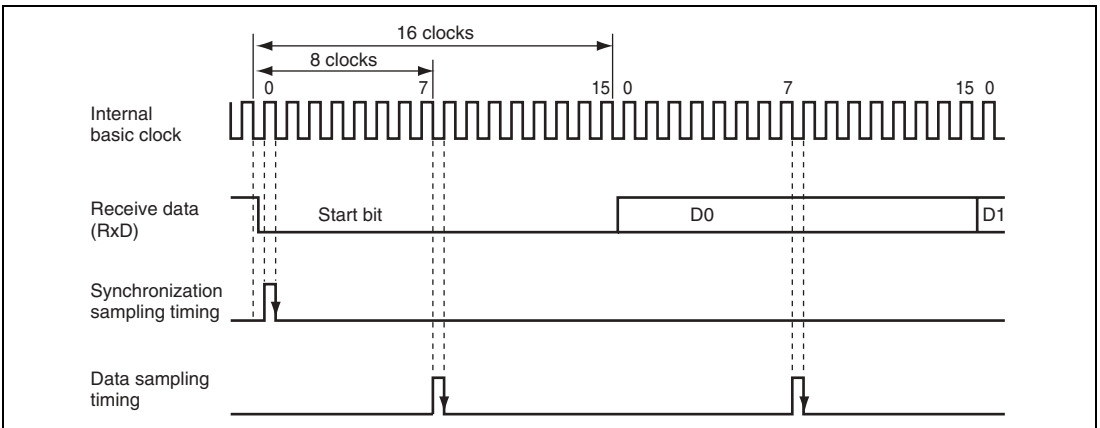 16 clocks
8 clocks
0 7 15 0 7 15 0
Internal
basic clock
Receive data
(RxD)
Start bit D0 D1
Synchronization
sampling timing
Data sampling
timing